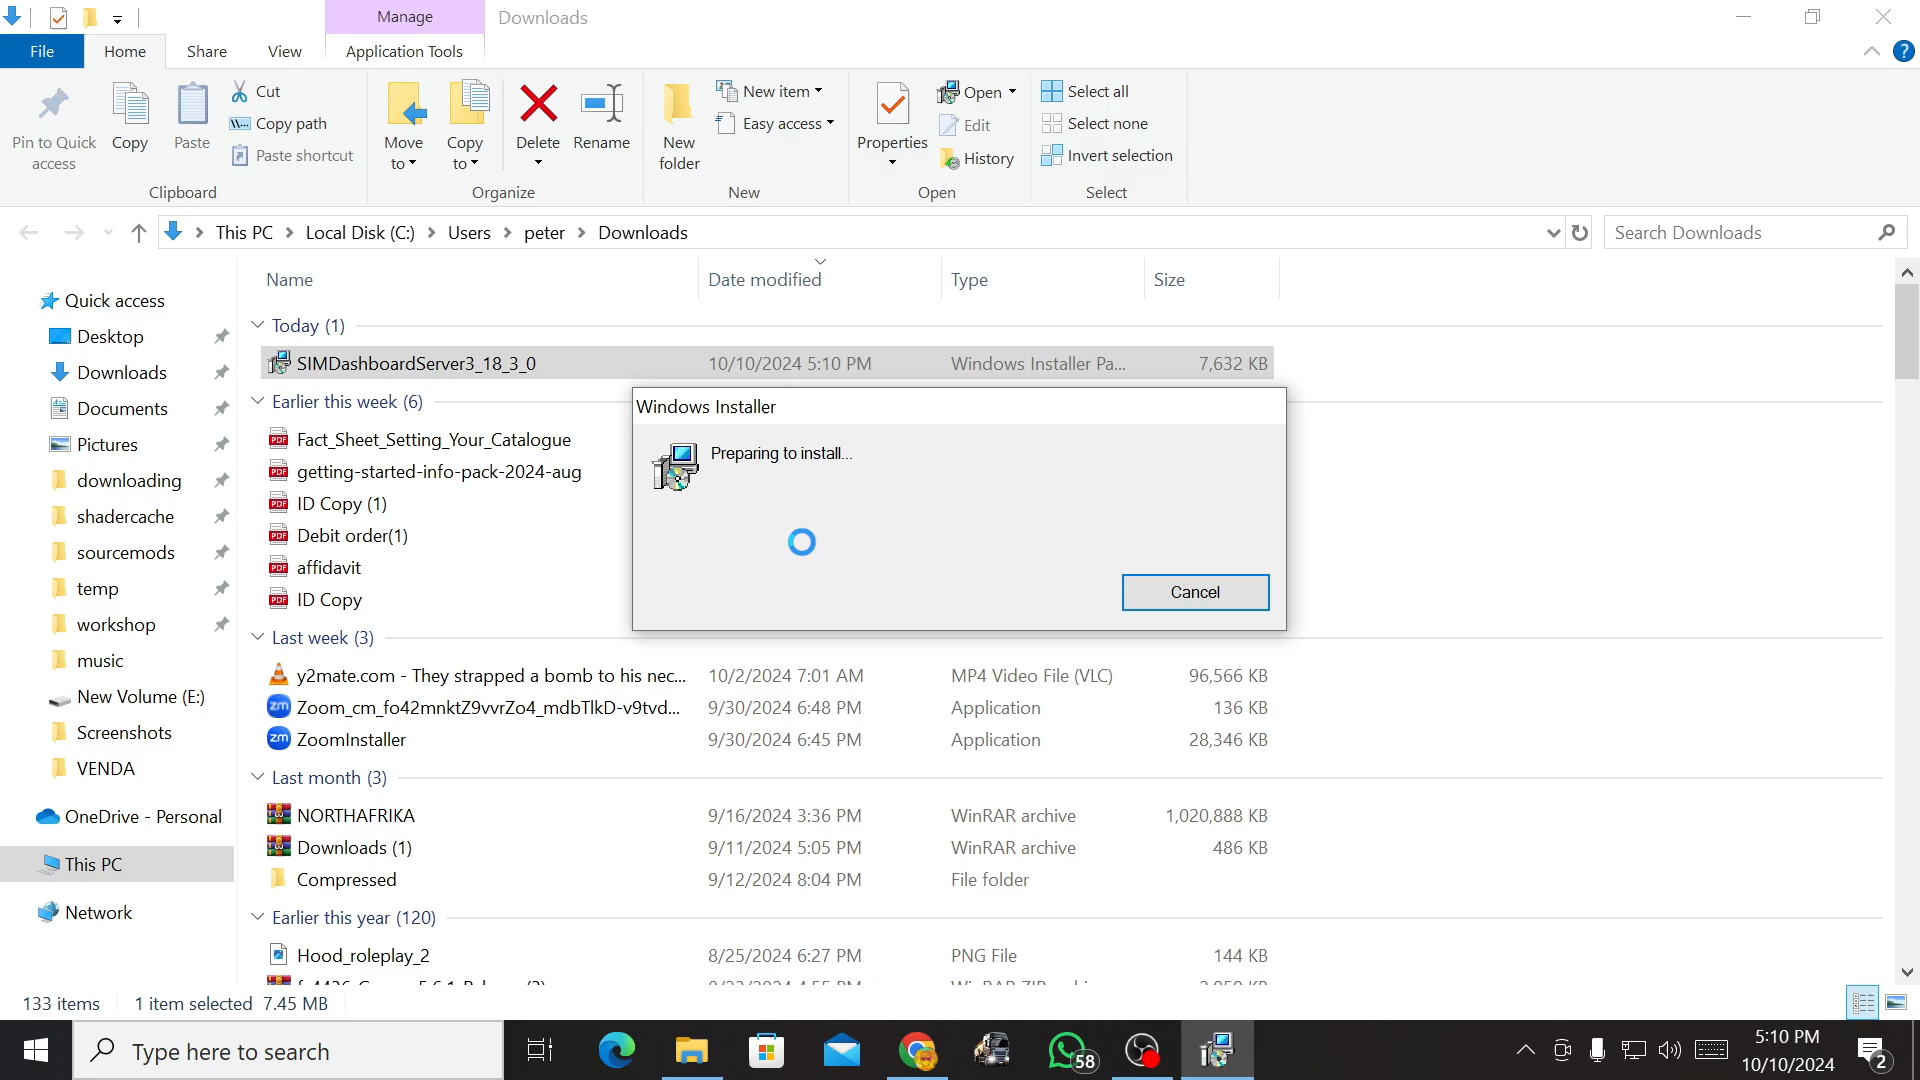 Manage
Downloads
File
Home
Share
View
Application Tools
Pin to Quick access
Copy
Paste
Cut
Copy path
Paste shortcut
Clipboard
Move to
Copy to
Delete
Rename
Organize
New folder
New item
Easy access
New
Properties
Open
Edit
History
Open
Select all
Select none
Invert selection
Select
This PC > Local Disk (C:) > Users > peter > Downloads
Search Downloads
Quick access
Desktop
Downloads
Documents
Pictures
downloading
shadercache
sourcemods
temp
workshop
music
New Volume (E:)
Screenshots
VENDA
OneDrive - Personal
This PC
Network
Name Date modified Type Size
Today (1)
SIMDashboardServer3_18_3_0 10/10/2024 5:10 PM Windows Installer Pa... 7,632 KB
Earlier this week (6)
Fact_Sheet_Setting_Your_Catalogue
getting-started-info-pack-2024-aug
ID Copy (1)
Debit order(1)
affidavit
ID Copy
Windows Installer
Preparing to install...
Cancel
Last week (3)
y2mate.com - They strapped a bomb to his nec... 10/2/2024 7:01 AM MP4 Video File (VLC) 96,566 KB
Zoom_cm_fo42mnktZ9vvrZo4_mdbTlkD-v9tvd... 9/30/2024 6:48 PM Application 136 KB
ZoomInstaller 9/30/2024 6:45 PM Application 28,346 KB
Last month (3)
NORTHAFRIKA 9/16/2024 3:36 PM WinRAR archive 1,020,888 KB
Downloads (1) 9/11/2024 5:05 PM WinRAR archive 486 KB
Compressed 9/12/2024 8:04 PM File folder
Earlier this year (120)
Hood_roleplay_2 8/25/2024 6:27 PM PNG File 144 KB
133 items 1 item selected 7.45 MB
Type here to search
58
5:10 PM
10/10/2024
2